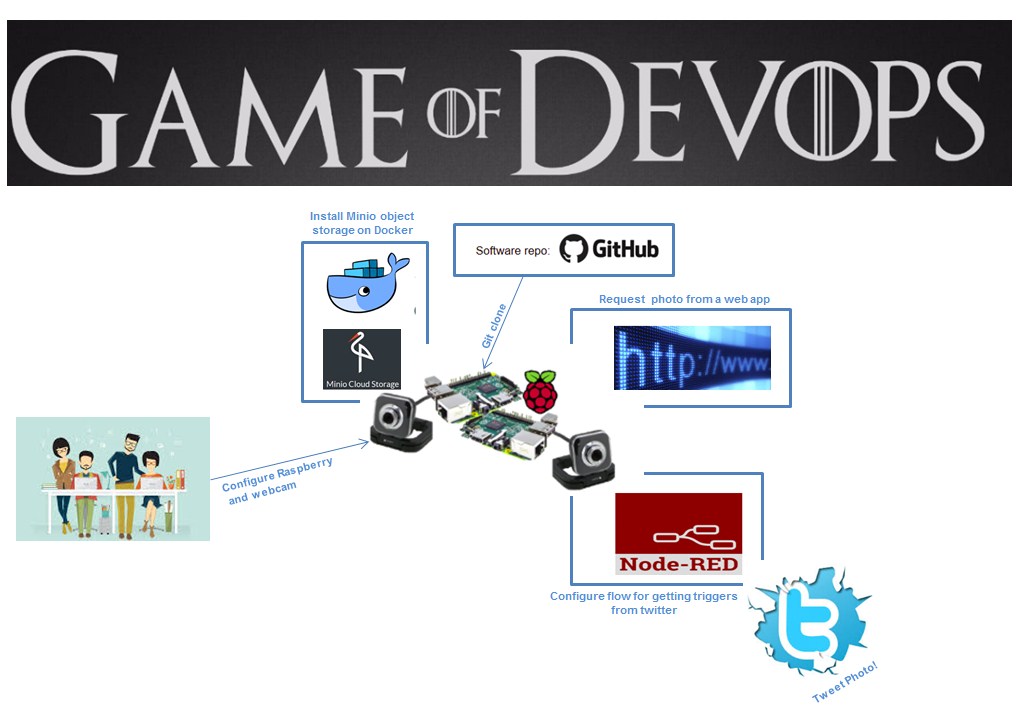 GAME OF DEVOPS
Install Minio object
storage on Docker
Software repo: GitHub
Git clone
Request photo from a web app
http://www.
Minio Cloud Storage
Configure Raspberry
and webcam
Node-RED
Configure flow for getting triggers
from twitter
t
Tweet Photo!